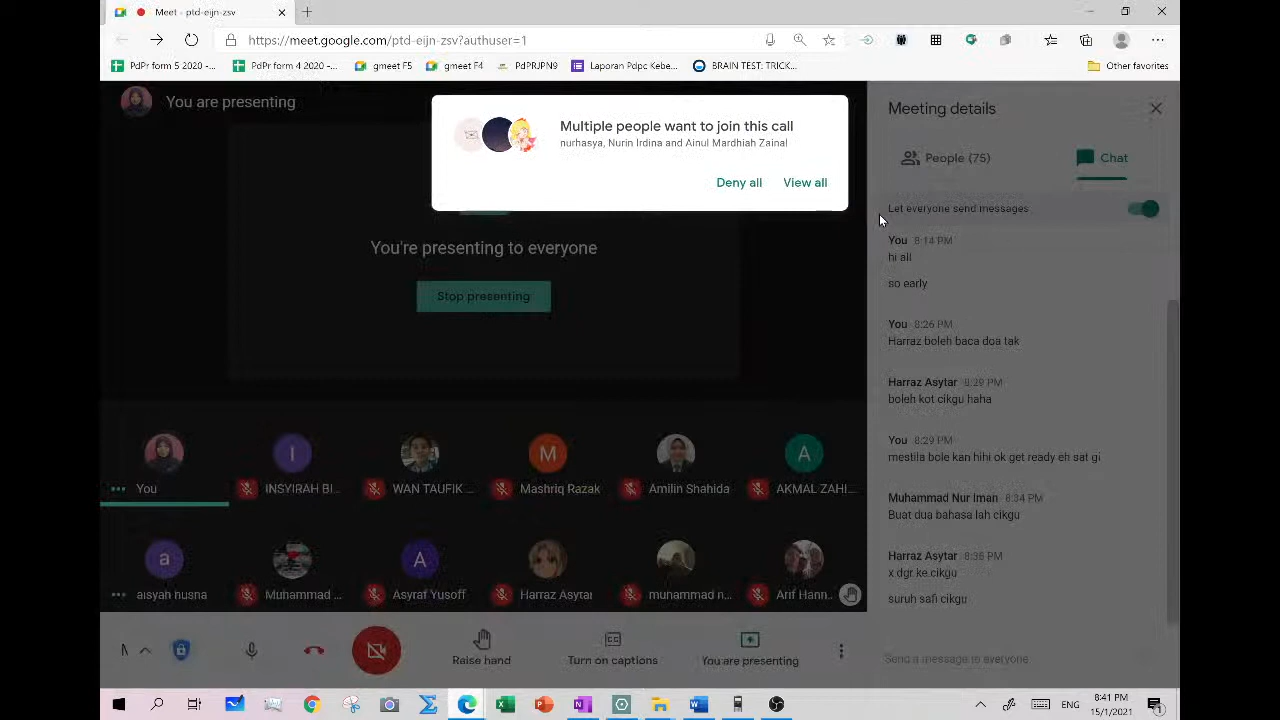 Meet - ptd-eijn-zsv
https://meet.google.com/ptd-eijn-zsv?authuser=1
PdPr form 5 2020 -... PdPr form 4 2020 -... gmeet F5 gmeet F4 PdPRJPN9 Laporan Pdpc Kebe... BRAIN TEST. TRICK... Other favorites
You are presenting
Multiple people want to join this call
nurhasya, Nurin Irdina and Ainul Mardhiah Zainal
Deny all View all
You're presenting to everyone
Stop presenting
Meeting details
People (75) Chat
Let everyone send messages
You 8:14 PM
hi all
so early
You 8:26 PM
Harraz boleh baca doa tak
Harraz Asytar 8:29 PM
boleh kot cikgu haha
You 8:29 PM
mestila bole kan hihi ok get ready eh sat gi
Muhammad Nur Iman 8:34 PM
Buat dua bahasa lah cikgu
Harraz Asytar 8:35 PM
x dgr ke cikgu
suruh safi cikgu
Send a message to everyone
I M A
You INSYIRAH BI... WAN TAUFIK ... Mashriq Razak Amilin Shahida AKMAL ZAHI...
a A
aisyah husna Muhammad ... Asyraf Yusoff Harraz Asytar muhammad n... Arif Hann...
Raise hand Turn on captions You are presenting
ENG
8:41 PM
15/1/2021